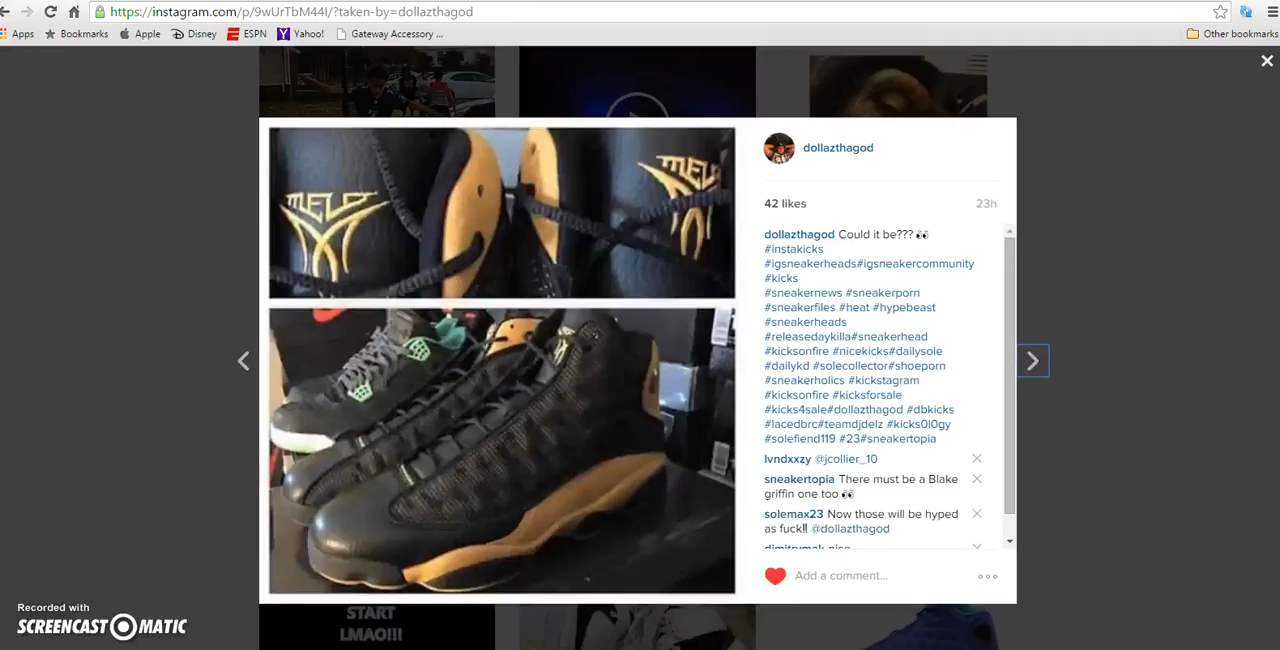 https://instagram.com/p/9wUrTbM44I/?taken-by=dollazthagod
Apps Bookmarks Apple Disney ESPN Yahoo! Gateway Accessory ... Other bookmarks
MELO
MELO
dollazthagod
42 likes 23h
dollazthagod Could it be??? 👀
#instakicks
#igsneakerheads#igsneakercommunity
#kicks
#sneakernews #sneakerporn
#sneakerfiles #heat #hypebeast
#sneakerheads
#releasedaykilla#sneakerhead
#kicksonfire #nicekicks#dailysole
#dailykd #solecollector#shoeporn
#sneakerholics #kickstagram
#kicksonfire #kicksforsale
#kicks4sale#dollazthagod #dbkicks
#lacedbrc#teamdjdelz #kicks0l0gy
#solefiend119 #23#sneakertopia
lvndxxzy @jcollier_10
sneakertopia There must be a Blake
griffin one too 👀
solemax23 Now those will be hyped
as fuck‼ @dollazthagod
dimitrymak nice
Add a comment...
START
LMAO!!!
Recorded with
SCREENCAST-O-MATIC